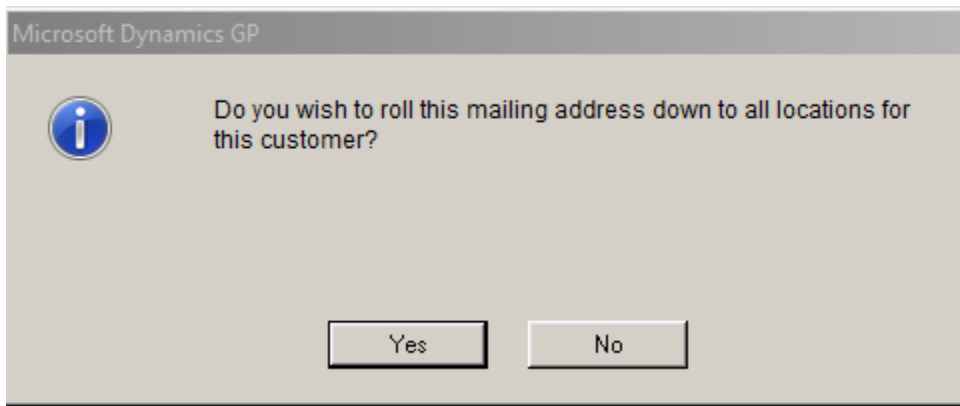 Microsoft Dynamics GP
Do you wish to roll this mailing address down to all locations for
this customer?
Yes
No